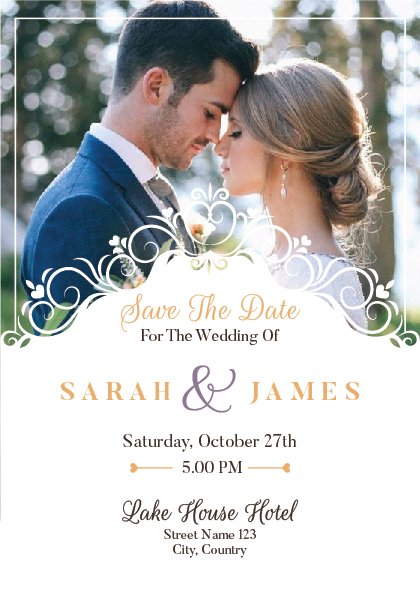 Save The Date
For The Wedding Of
SARAH & JAMES
Saturday, October 27th
5.00 PM
Lake House Hotel
Street Name 123
City, Country